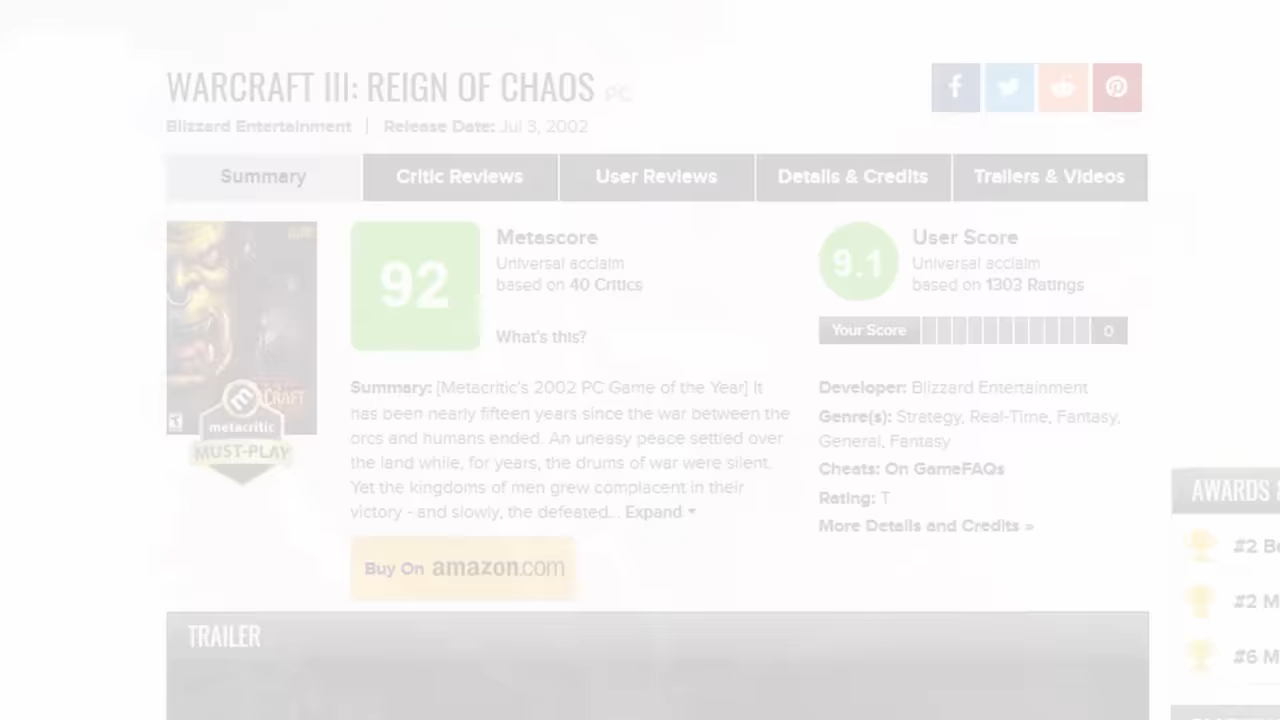 WARCRAFT III: REIGN OF CHAOS PC
Blizzard Entertainment | Release Date: Jul 3, 2002
Summary Critic Reviews User Reviews Details & Credits Trailers & Videos
92
Metascore
Universal acclaim
based on 40 Critics
What's this?
9.1
User Score
Universal acclaim
based on 1303 Ratings
Your Score 0
CRAFT
metacritic
MUST-PLAY
Summary: [Metacritic's 2002 PC Game of the Year] It
has been nearly fifteen years since the war between the
orcs and humans ended. An uneasy peace settled over
the land while, for years, the drums of war were silent.
Yet the kingdoms of men grew complacent in their
victory - and slowly, the defeated... Expand
Buy On amazon.com
Developer: Blizzard Entertainment
Genre(s): Strategy, Real-Time, Fantasy,
General, Fantasy
Cheats: On GameFAQs
Rating: T
More Details and Credits »
TRAILER
AWARDS
#2
#2 M
#6 M